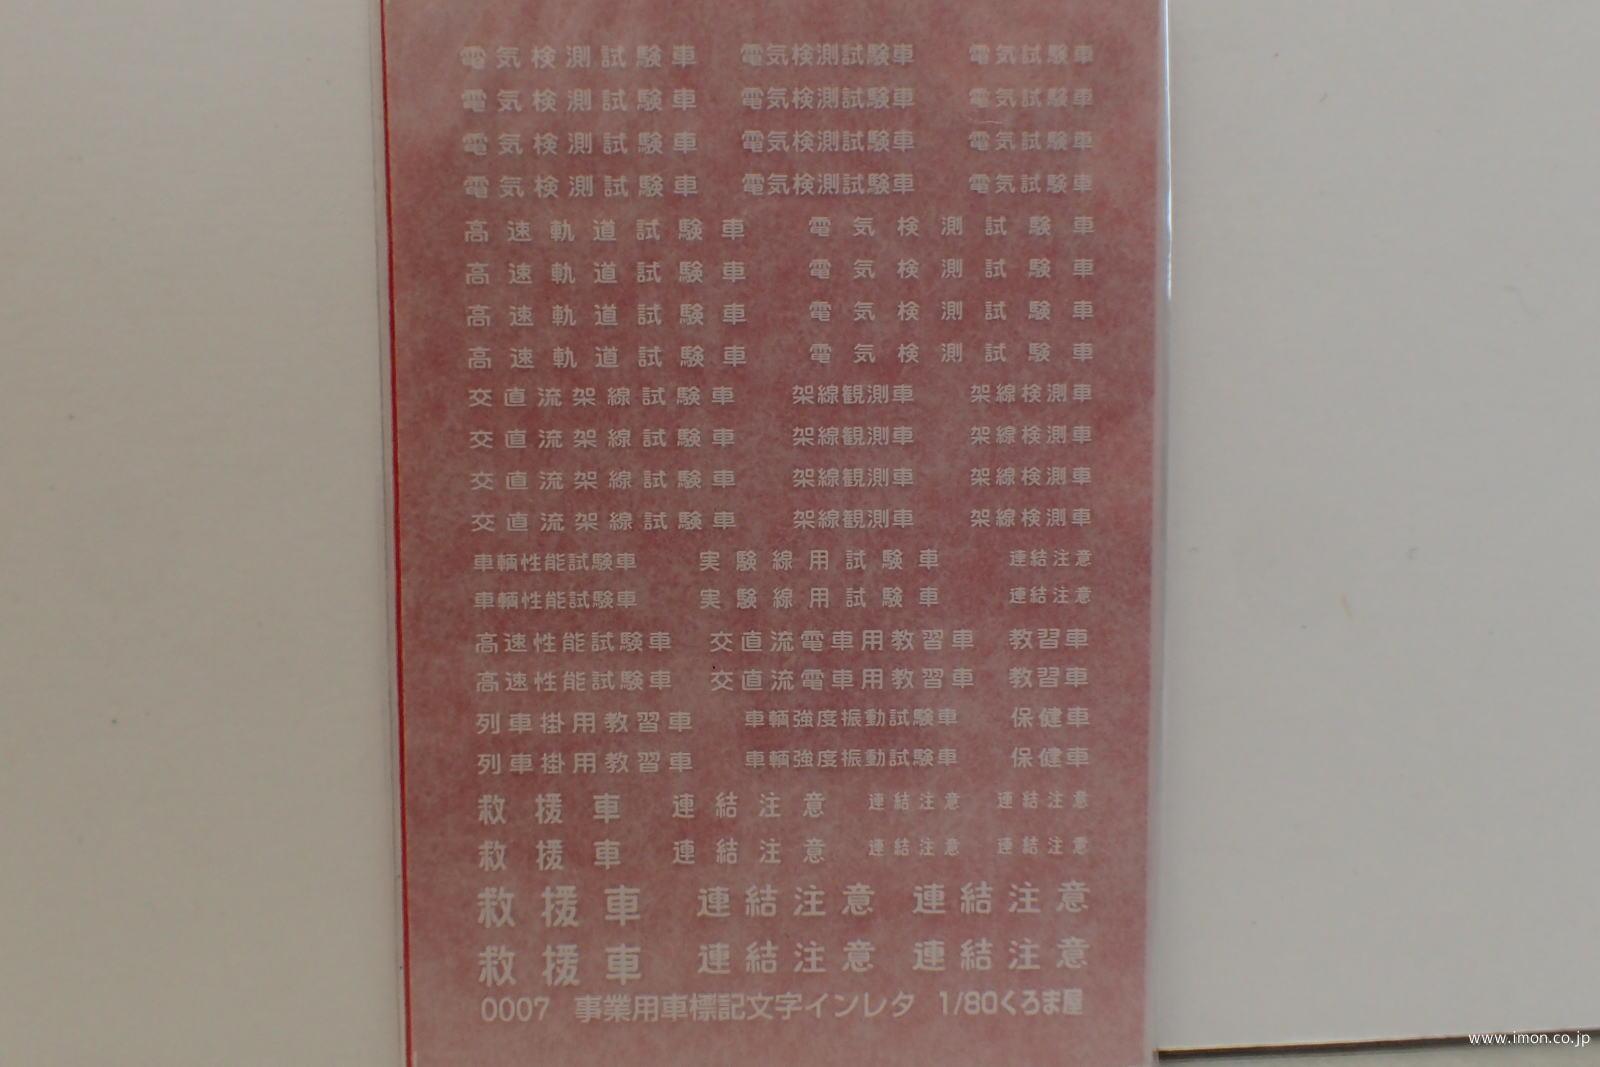 電気検測試験車 電気検測試験車 電気試験車
電気検測試験車 電気検測試験車 電気試験車
電気検測試験車 電気検測試験車 電気試験車
電気検測試験車 電気検測試験車 電気試験車
高速軌道試験車 電気検測試験車
高速軌道試験車 電気検測試験車
高速軌道試験車 電気検測試験車
高速軌道試験車 電気検測試験車
交直流架線試験車 架線観測車 架線検測車
交直流架線試験車 架線観測車 架線検測車
交直流架線試験車 架線観測車 架線検測車
交直流架線試験車 架線観測車 架線検測車
車輌性能試験車 実験線用試験車 連結注意
車輌性能試験車 実験線用試験車 連結注意
高速性能試験車 交直流電車用教習車 教習車
高速性能試験車 交直流電車用教習車 教習車
列車掛用教習車 車輌強度振動試験車 保健車
列車掛用教習車 車輌強度振動試験車 保健車
救援車 連結注意 連結注意 連結注意
救援車 連結注意 連結注意 連結注意
救援車 連結注意 連結注意
救援車 連結注意 連結注意
0007 事業用車標記文字インレタ 1/80くろま屋
www.imon.co.jp